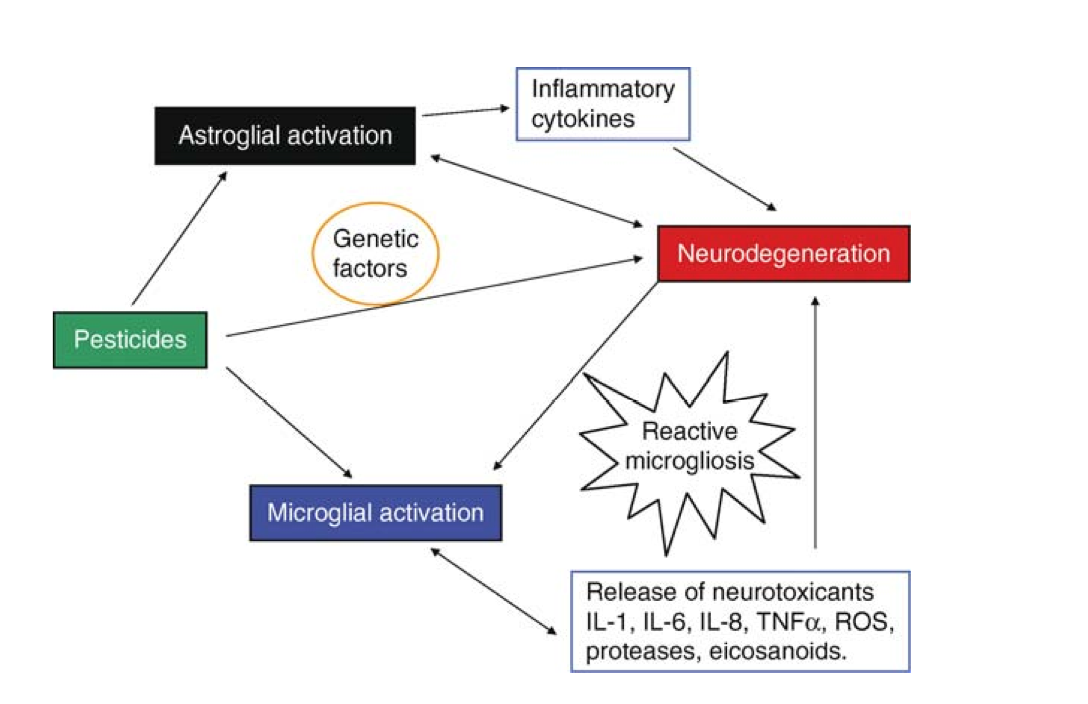 Inflammatory
cytokines
Astroglial activation
Genetic
factors
Neurodegeneration
Pesticides
Reactive
microgliosis
Microglial activation
Release of neurotoxicants
IL-1, IL-6, IL-8, TNFα, ROS,
proteases, eicosanoids.